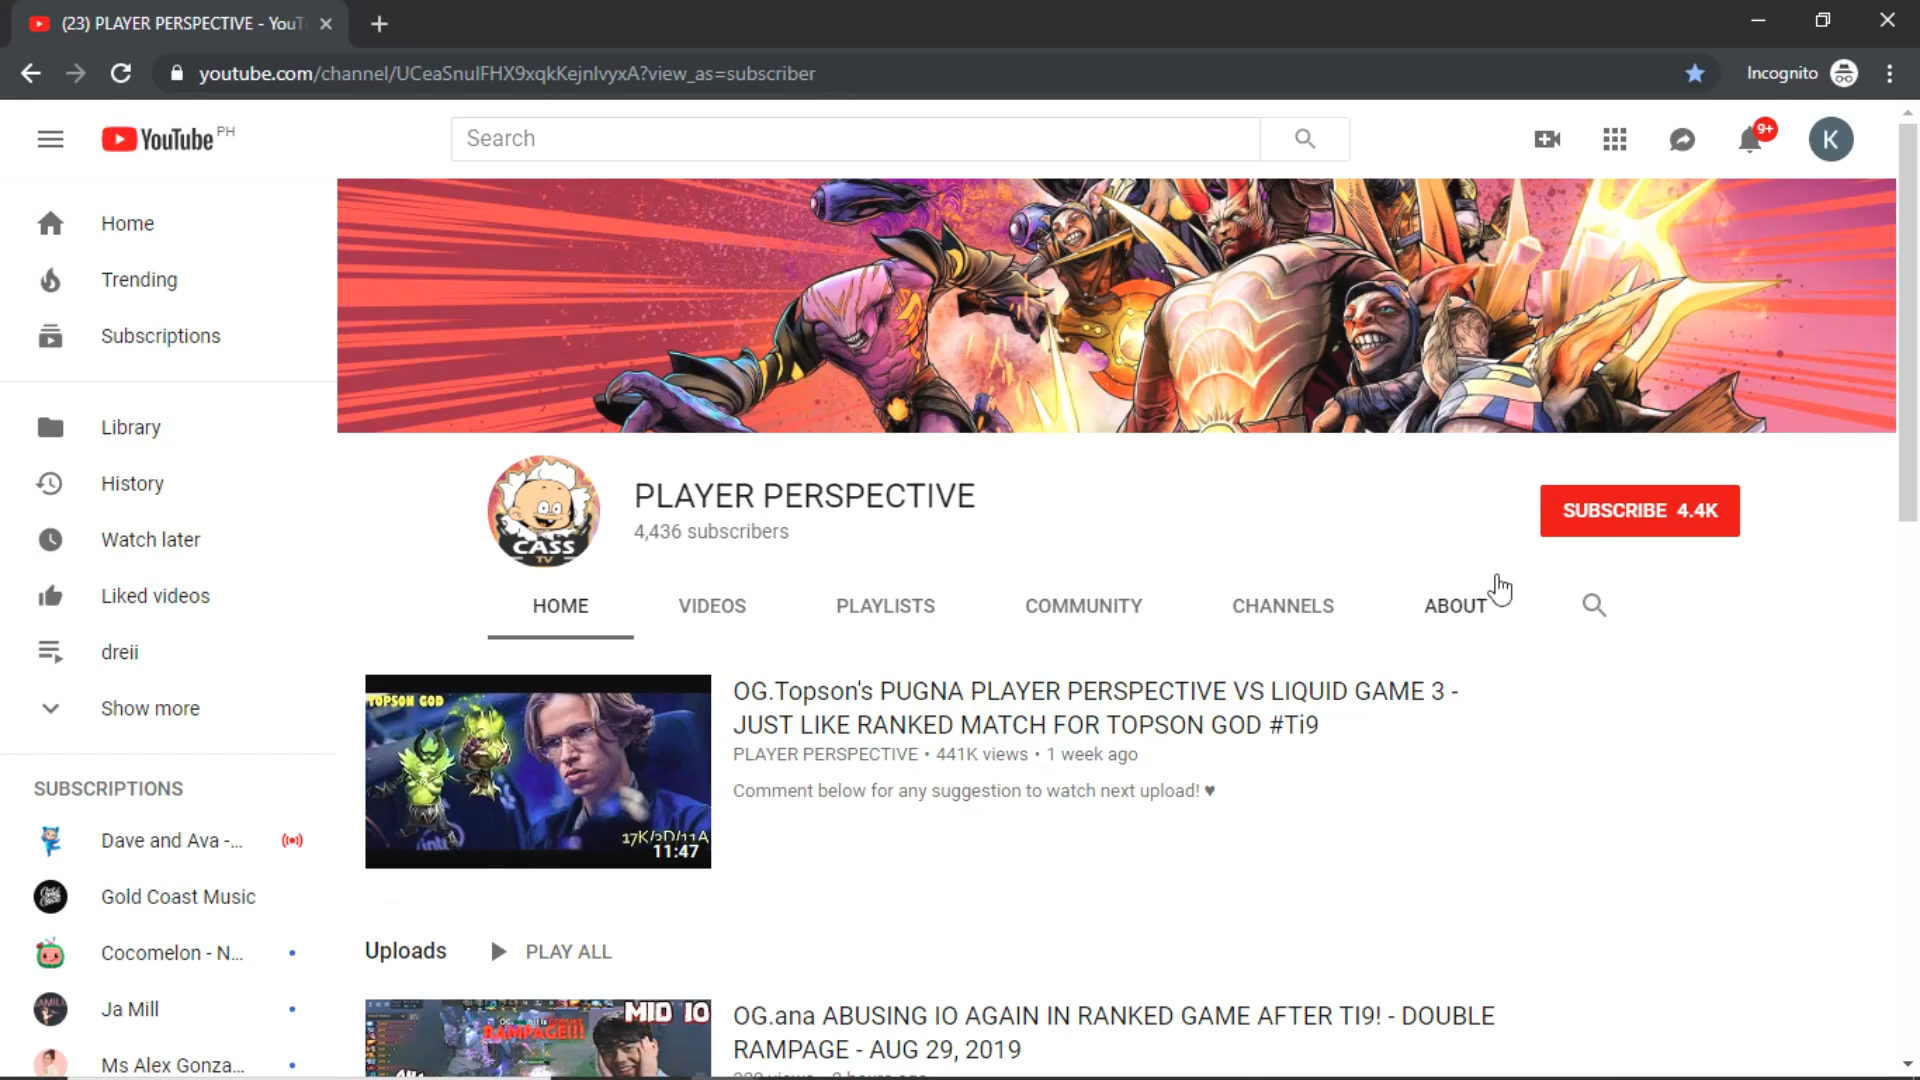 (23) PLAYER PERSPECTIVE - YouT
youtube.com/channel/UCeaSnulFHX9xqkKejnlvyxA?view_as=subscriber
Incognito
YouTube PH
Search
9+
K
Home
Trending
Subscriptions
Library
History
Watch later
Liked videos
dreii
Show more
SUBSCRIPTIONS
Dave and Ava -...
Gold Coast Music
Cocomelon - N...
Ja Mill
Ms Alex Gonza...
CASS
TV
PLAYER PERSPECTIVE
4,436 subscribers
SUBSCRIBE 4.4K
HOME
VIDEOS
PLAYLISTS
COMMUNITY
CHANNELS
ABOUT
TOPSON GOD
17K/3D/11A
11:47
OG.Topson's PUGNA PLAYER PERSPECTIVE VS LIQUID GAME 3 -
JUST LIKE RANKED MATCH FOR TOPSON GOD #Ti9
PLAYER PERSPECTIVE • 441K views • 1 week ago
Comment below for any suggestion to watch next upload! ♥
Uploads
PLAY ALL
MID IO
RAMPAGE!!!
OG.ana ABUSING IO AGAIN IN RANKED GAME AFTER TI9! - DOUBLE
RAMPAGE - AUG 29, 2019